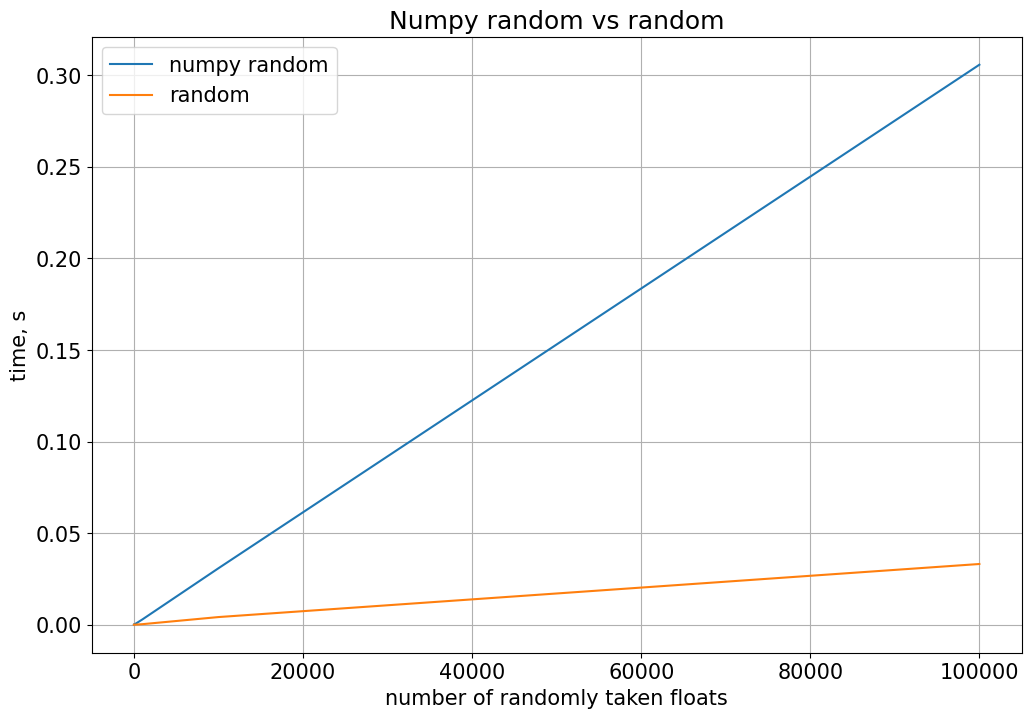 Numpy random vs random
numpy random
random
0.30
0.25
0.20
0.15
0.10
0.05
0.00
time, s
0 20000 40000 60000 80000 100000
number of randomly taken floats